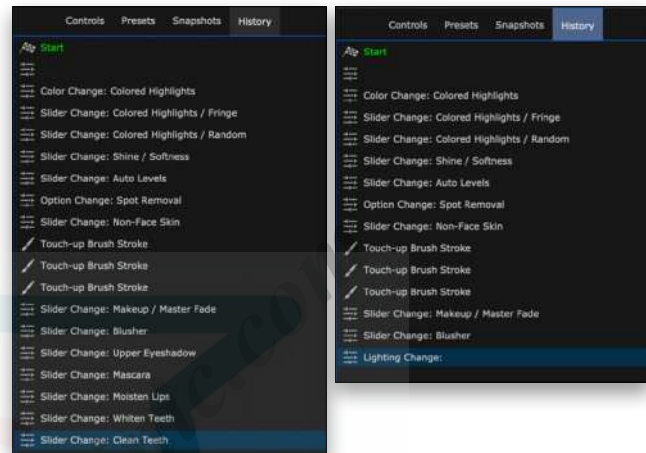 Controls Presets Snapshots History
Start
Color Change: Colored Highlights
Slider Change: Colored Highlights / Fringe
Slider Change: Colored Highlights / Random
Slider Change: Shine / Softness
Slider Change: Auto Levels
Option Change: Spot Removal
Slider Change: Non-Face Skin
Touch-up Brush Stroke
Touch-up Brush Stroke
Touch-up Brush Stroke
Slider Change: Makeup / Master Fade
Slider Change: Blusher
Slider Change: Upper Eyeshadow
Slider Change: Mascara
Slider Change: Moisten Lips
Slider Change: Whiten Teeth
Slider Change: Clean Teeth
Controls Presets Snapshots History
Start
Color Change: Colored Highlights
Slider Change: Colored Highlights / Fringe
Slider Change: Colored Highlights / Random
Slider Change: Shine / Softness
Slider Change: Auto Levels
Option Change: Spot Removal
Slider Change: Non-Face Skin
Touch-up Brush Stroke
Touch-up Brush Stroke
Touch-up Brush Stroke
Slider Change: Makeup / Master Fade
Slider Change: Blusher
Lighting Change: